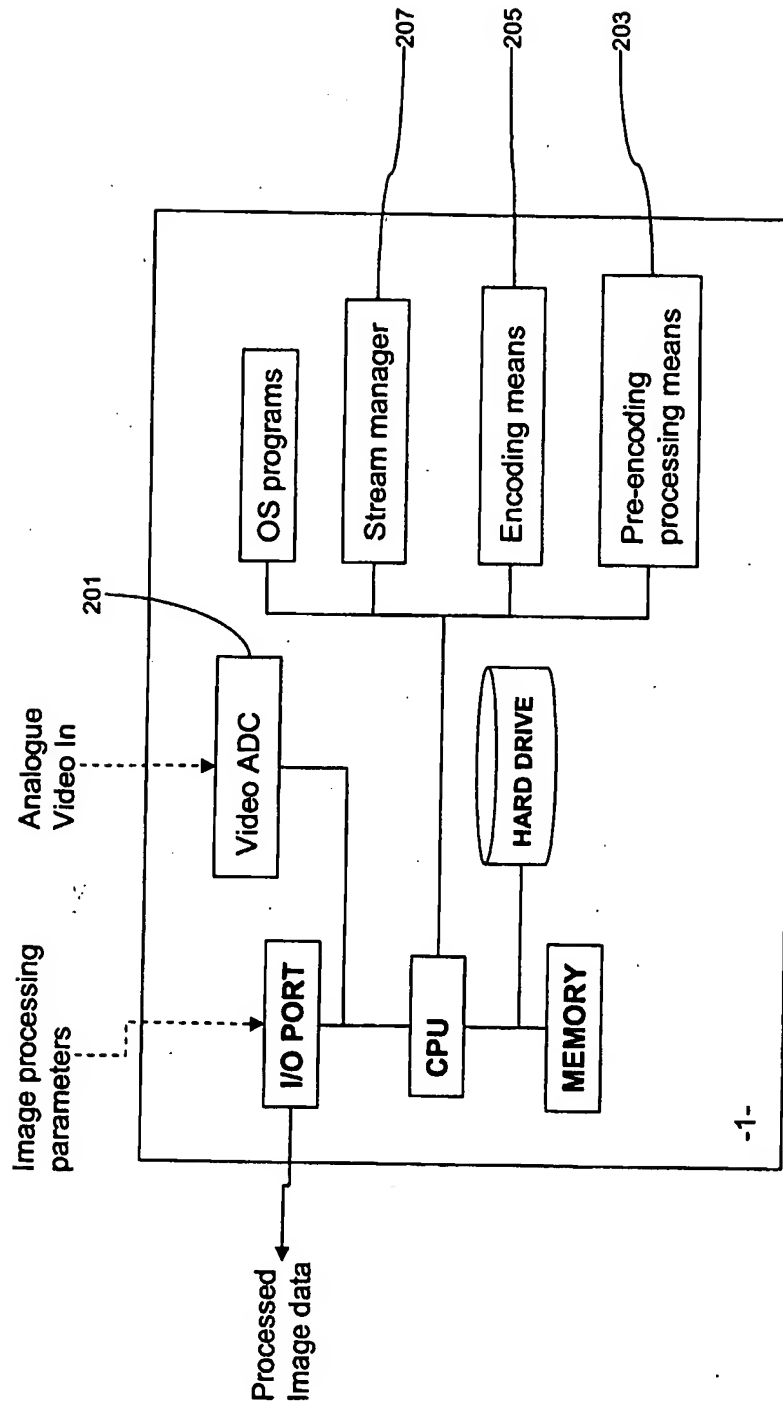 Image processing
parameters
Analogue
Video In
Processed
Image data
I/O PORT
Video ADC
201
CPU
MEMORY
HARD DRIVE
OS programs
Stream manager
207
Encoding means
205
Pre-encoding
processing means
203
-1-